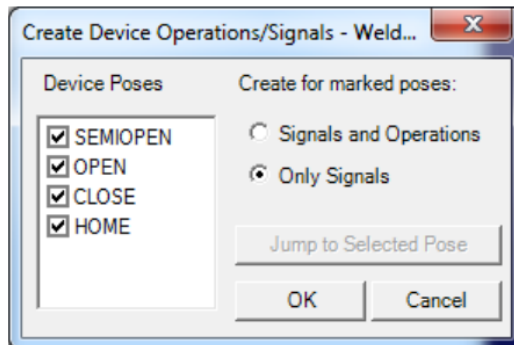 Create Device Operations/Signals - Weld...
Device Poses
SEMIOPEN
OPEN
CLOSE
HOME
Create for marked poses:
Signals and Operations
Only Signals
Jump to Selected Pose
OK
Cancel